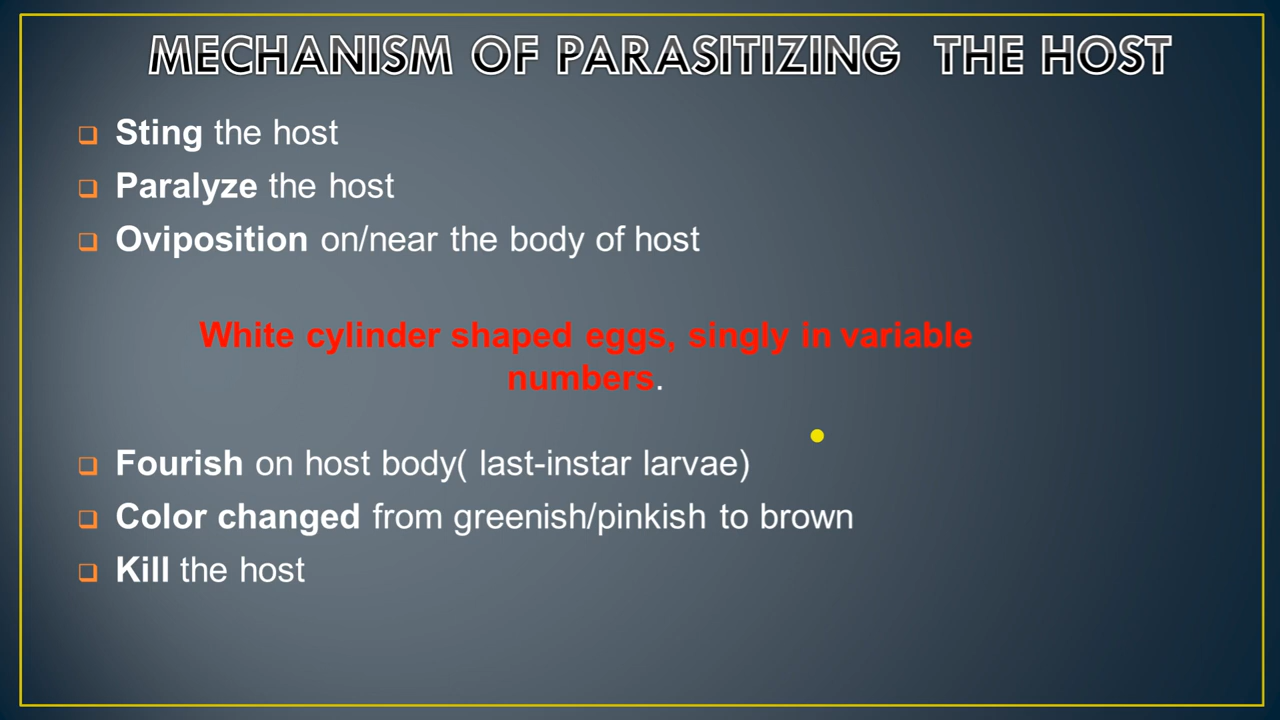 MECHANISM OF PARASITIZING THE HOST
Sting the host
Paralyze the host
Oviposition on/near the body of host
White cylinder shaped eggs, singly in variable
numbers.
Fourish on host body( last-instar larvae)
Color changed from greenish/pinkish to brown
Kill the host